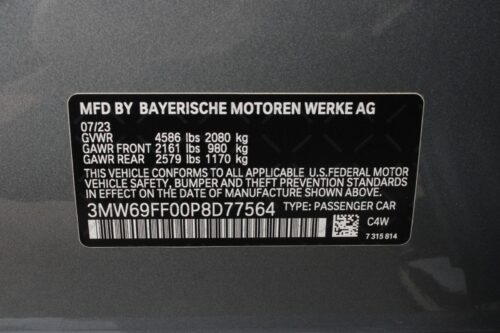 MFD BY BAYERISCHE MOTOREN WERKE AG
07/23
GVWR 4586 lbs 2080 kg
GAWR FRONT 2161 lbs 980 kg
GAWR REAR 2579 lbs 1170 kg
THIS VEHICLE CONFORMS TO ALL APPLICABLE U.S.FEDERAL MOTOR
VEHICLE SAFETY, BUMPER, AND THEFT PREVENTION STANDARDS
IN EFFECT ON THE DATE OF MANUFACTURE SHOWN ABOVE.
3MW69FF00P8D77564 TYPE: PASSENGER CAR
C4W
7 315 814